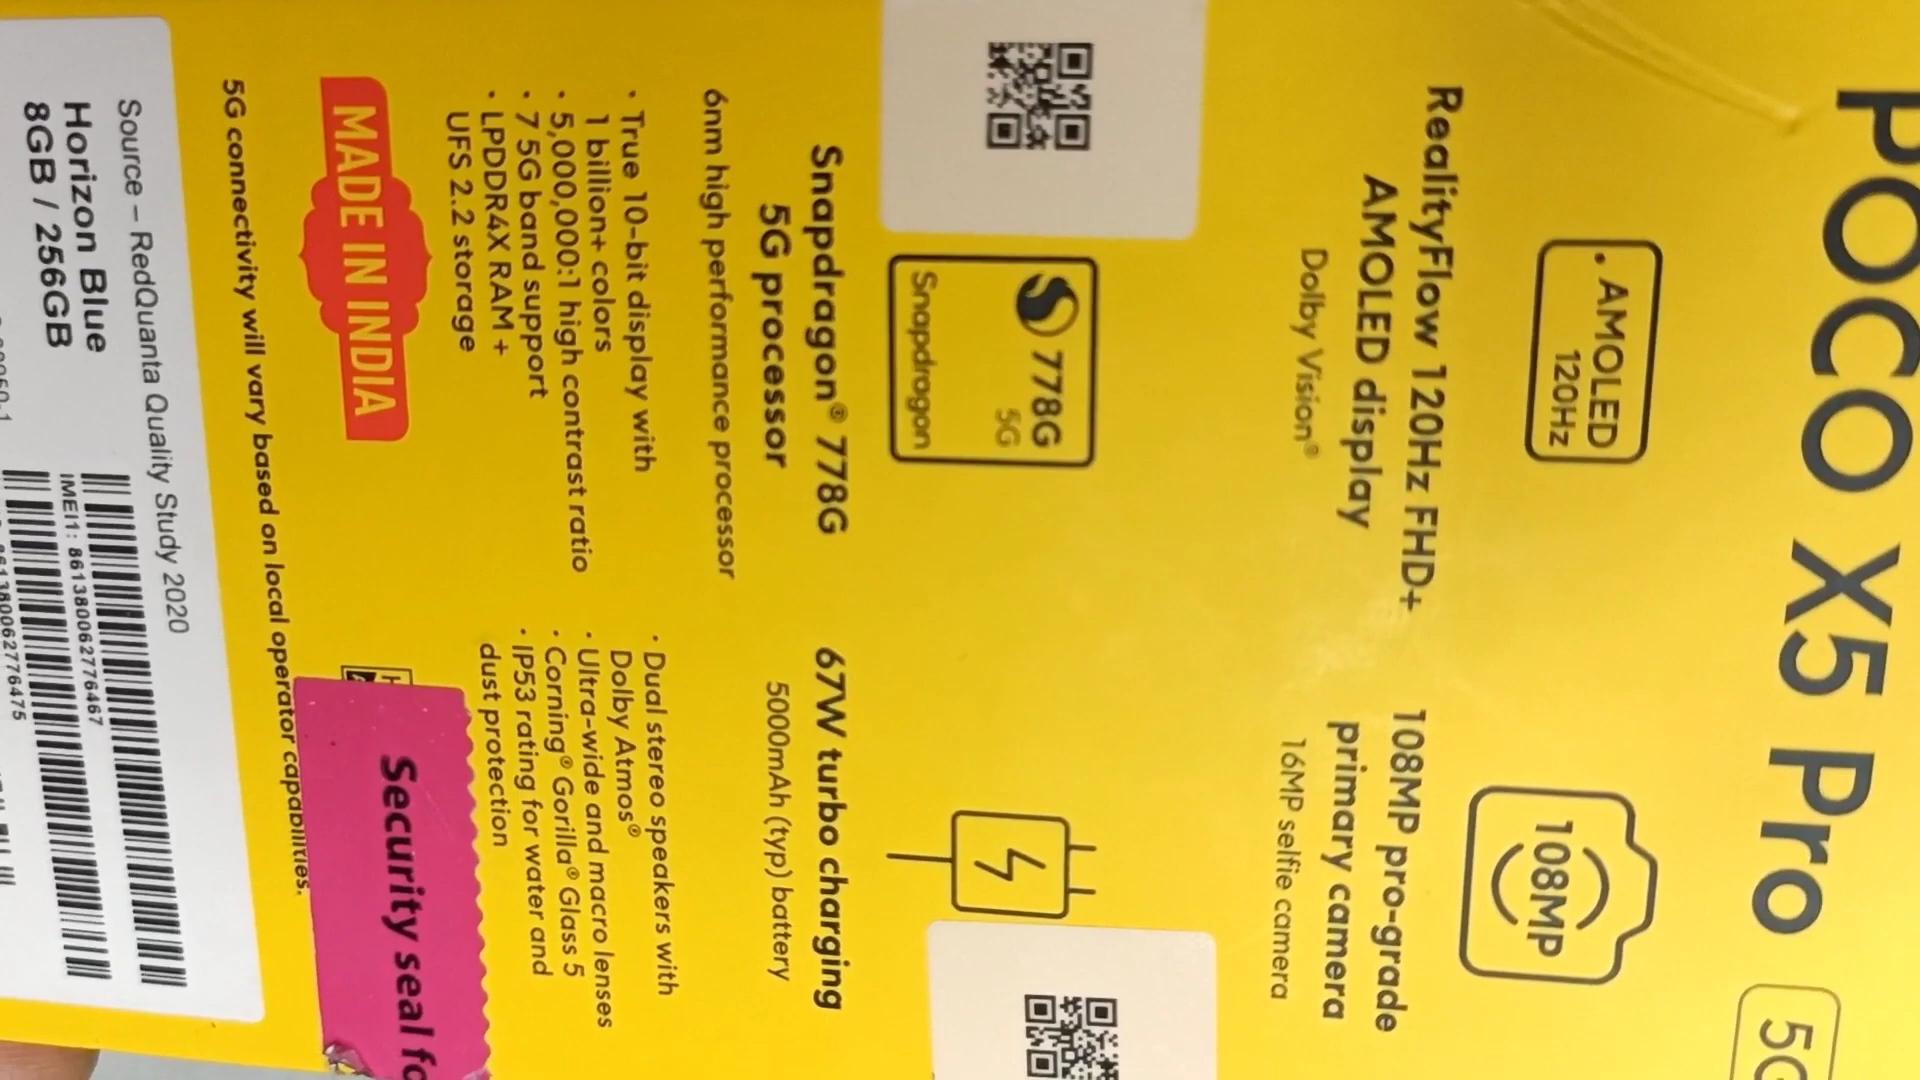 POCO X5 Pro 5G
AMOLED
120Hz
RealityFlow 120Hz FHD+
AMOLED display
Dolby Vision®
108MP
108MP pro-grade
primary camera
16MP selfie camera
778G
5G
Snapdragon
Snapdragon® 778G
5G processor
6nm high performance processor
67W turbo charging
5000mAh (typ) battery
• True 10-bit display with
1 billion+ colors
• 5,000,000:1 high contrast ratio
• 7 5G band support
• LPDDR4X RAM +
UFS 2.2 storage
• Dual stereo speakers with
Dolby Atmos®
• Ultra-wide and macro lenses
• Corning® Gorilla® Glass 5
• IP53 rating for water and
dust protection
MADE IN INDIA
Security seal
5G connectivity will vary based on local operator capabilities.
Source – RedQuanta Quality Study 2020
Horizon Blue
8GB / 256GB
IMEI1: 861380062776467